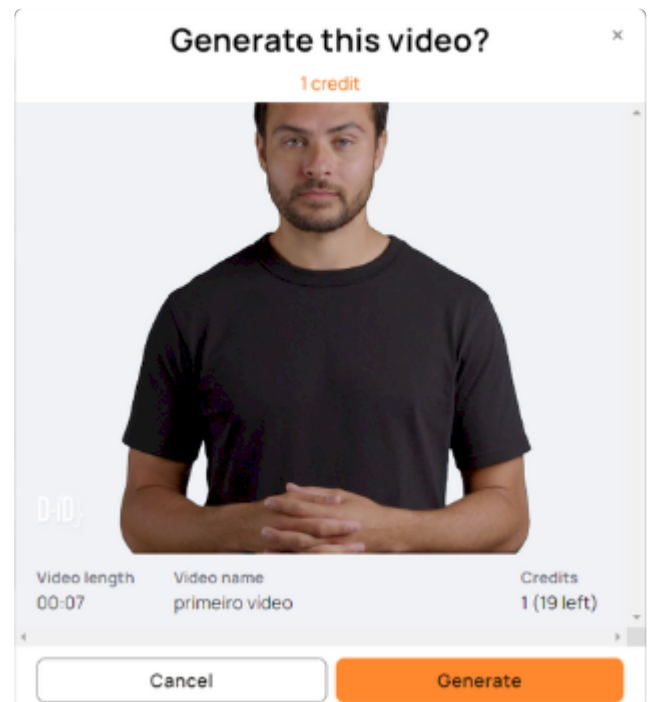 Generate this video?
1 credit
D-ID
Video length Video name Credits
00:07 primeiro video 1 (19 left)
Cancel Generate